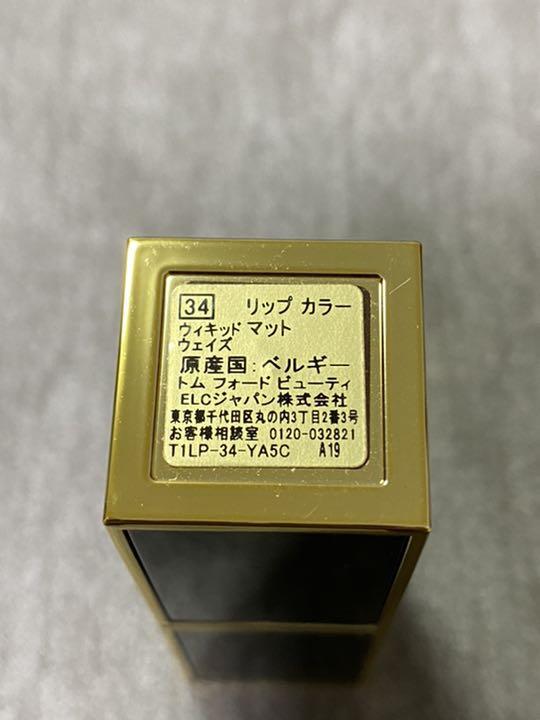 34 リップ カラー
ウィキッド マット
ウェイズ
原産国:ベルギー
トム フォード ビューティ
ELCジャパン株式会社
東京都千代田区丸の内3丁目2番3号
お客様相談室 0120-032821
T1LP-34-YA5C A19